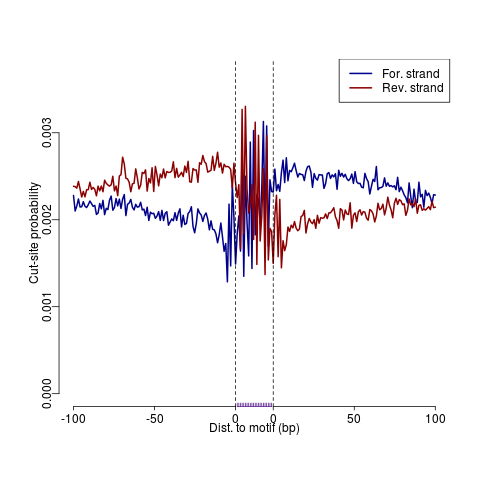 For. strand
Rev. strand
Cut-site probability
0.003
0.002
0.001
0.000
-100 -50 0 0 50 100
Dist. to motif (bp)